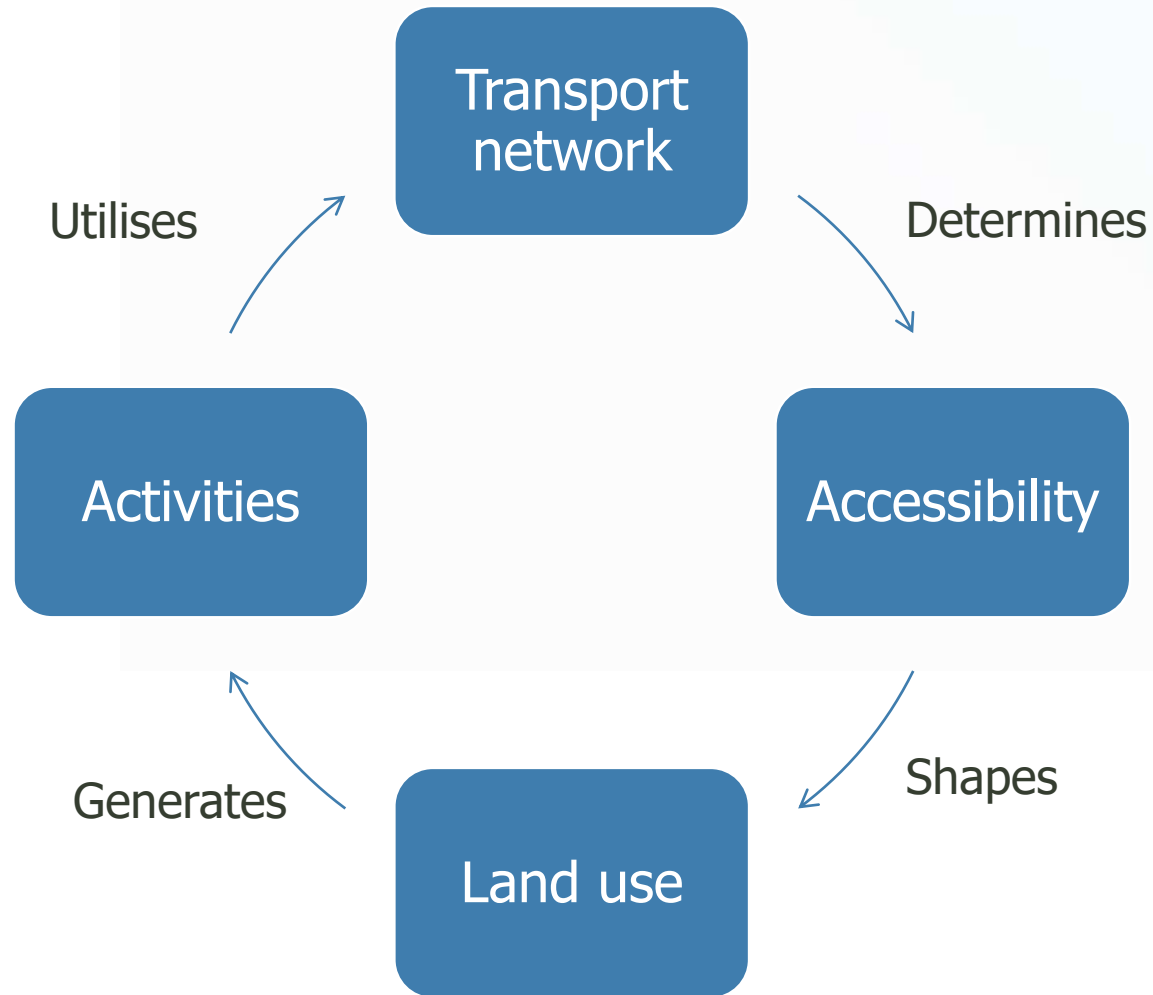 Transport
network
Utilises
Determines
Activities
Accessibility
Generates
Shapes
Land use